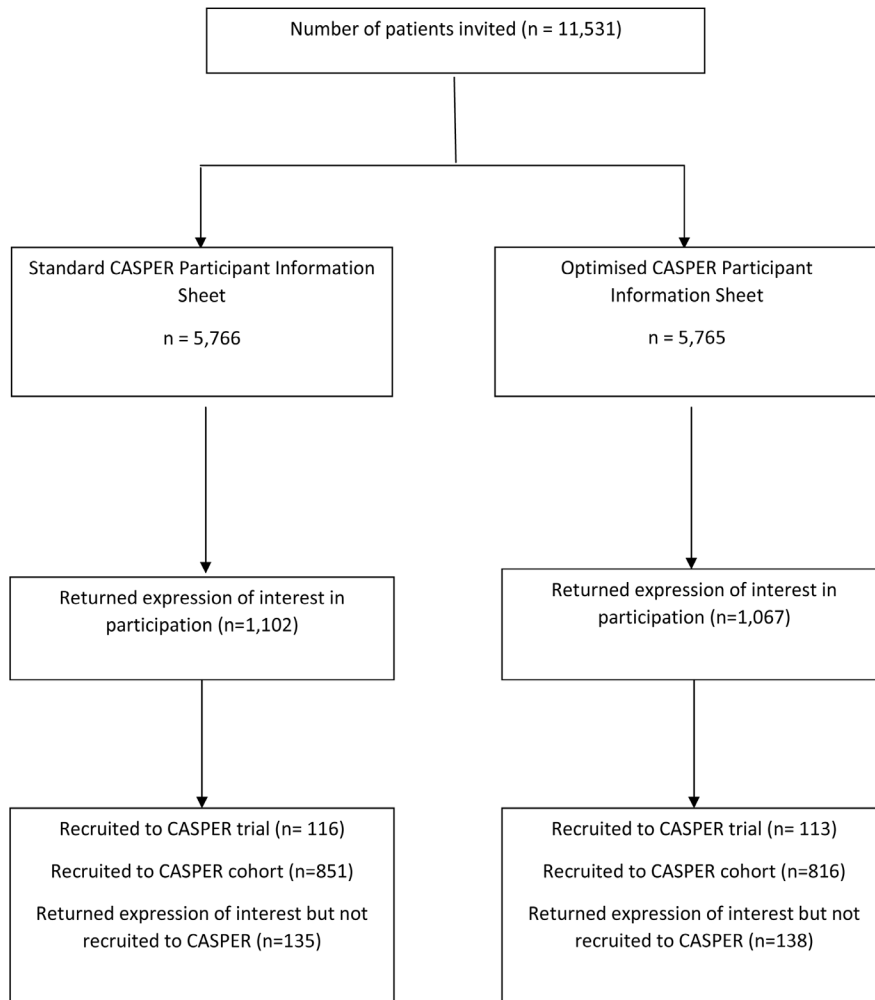 Number of patients invited (n = 11,531)
Standard CASPER Participant Information
Sheet
n = 5,766
Optimised CASPER Participant
Information Sheet
n = 5,765
Returned expression of interest in
participation (n=1,102)
Returned expression of interest in
participation (n=1,067)
Recruited to CASPER trial (n= 116)
Recruited to CASPER cohort (n=851)
Returned expression of interest but not
recruited to CASPER (n=135)
Recruited to CASPER trial (n= 113)
Recruited to CASPER cohort (n=816)
Returned expression of interest but not
recruited to CASPER (n=138)